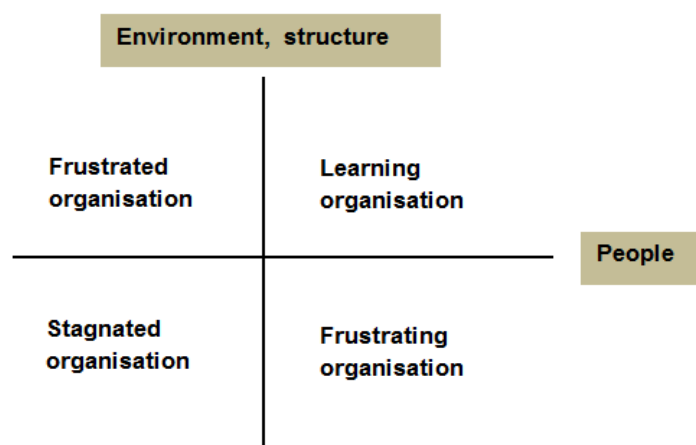 Environment, structure
Frustrated
organisation
Learning
organisation
People
Stagnated
organisation
Frustrating
organisation